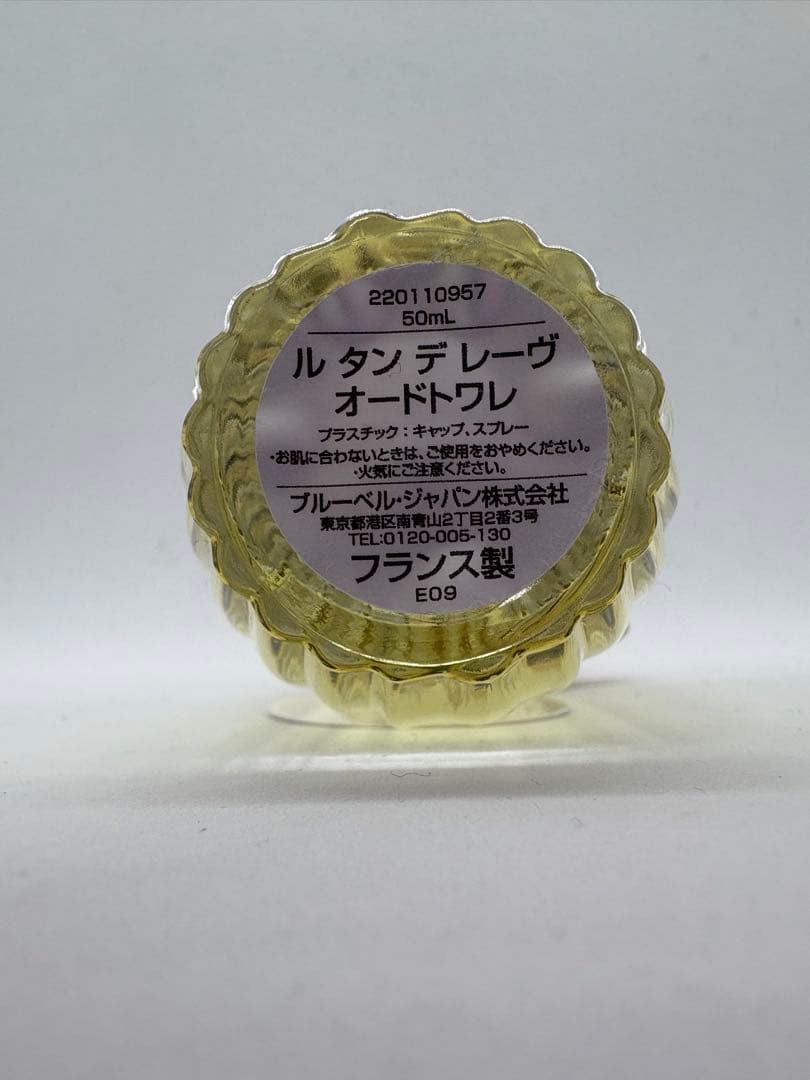 220110957
50mL
ル タン デ レーヴ
オードトワレ
プラスチック：キャップ、スプレー
・お肌に合わないときは、ご使用をおやめください。
・火気にご注意ください。
ブルーベル・ジャパン株式会社
東京都港区南青山2丁目2番3号
TEL:0120-005-130
フランス製
E09